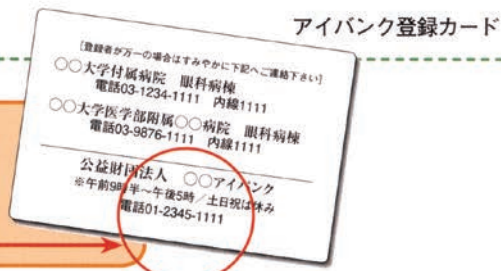 アイバンク登録カード
[登録者が万一の場合はすみやかに下記へご連絡下さい]
○○大学付属病院 眼科病棟
電話03-1234-1111 内線1111
○○大学医学部附属○○病院 眼科病棟
電話03-9876-1111 内線1111
公益財団法人 ○○アイバンク
※午前9時半~午後5時/土日祝は休み
電話01-2345-1111